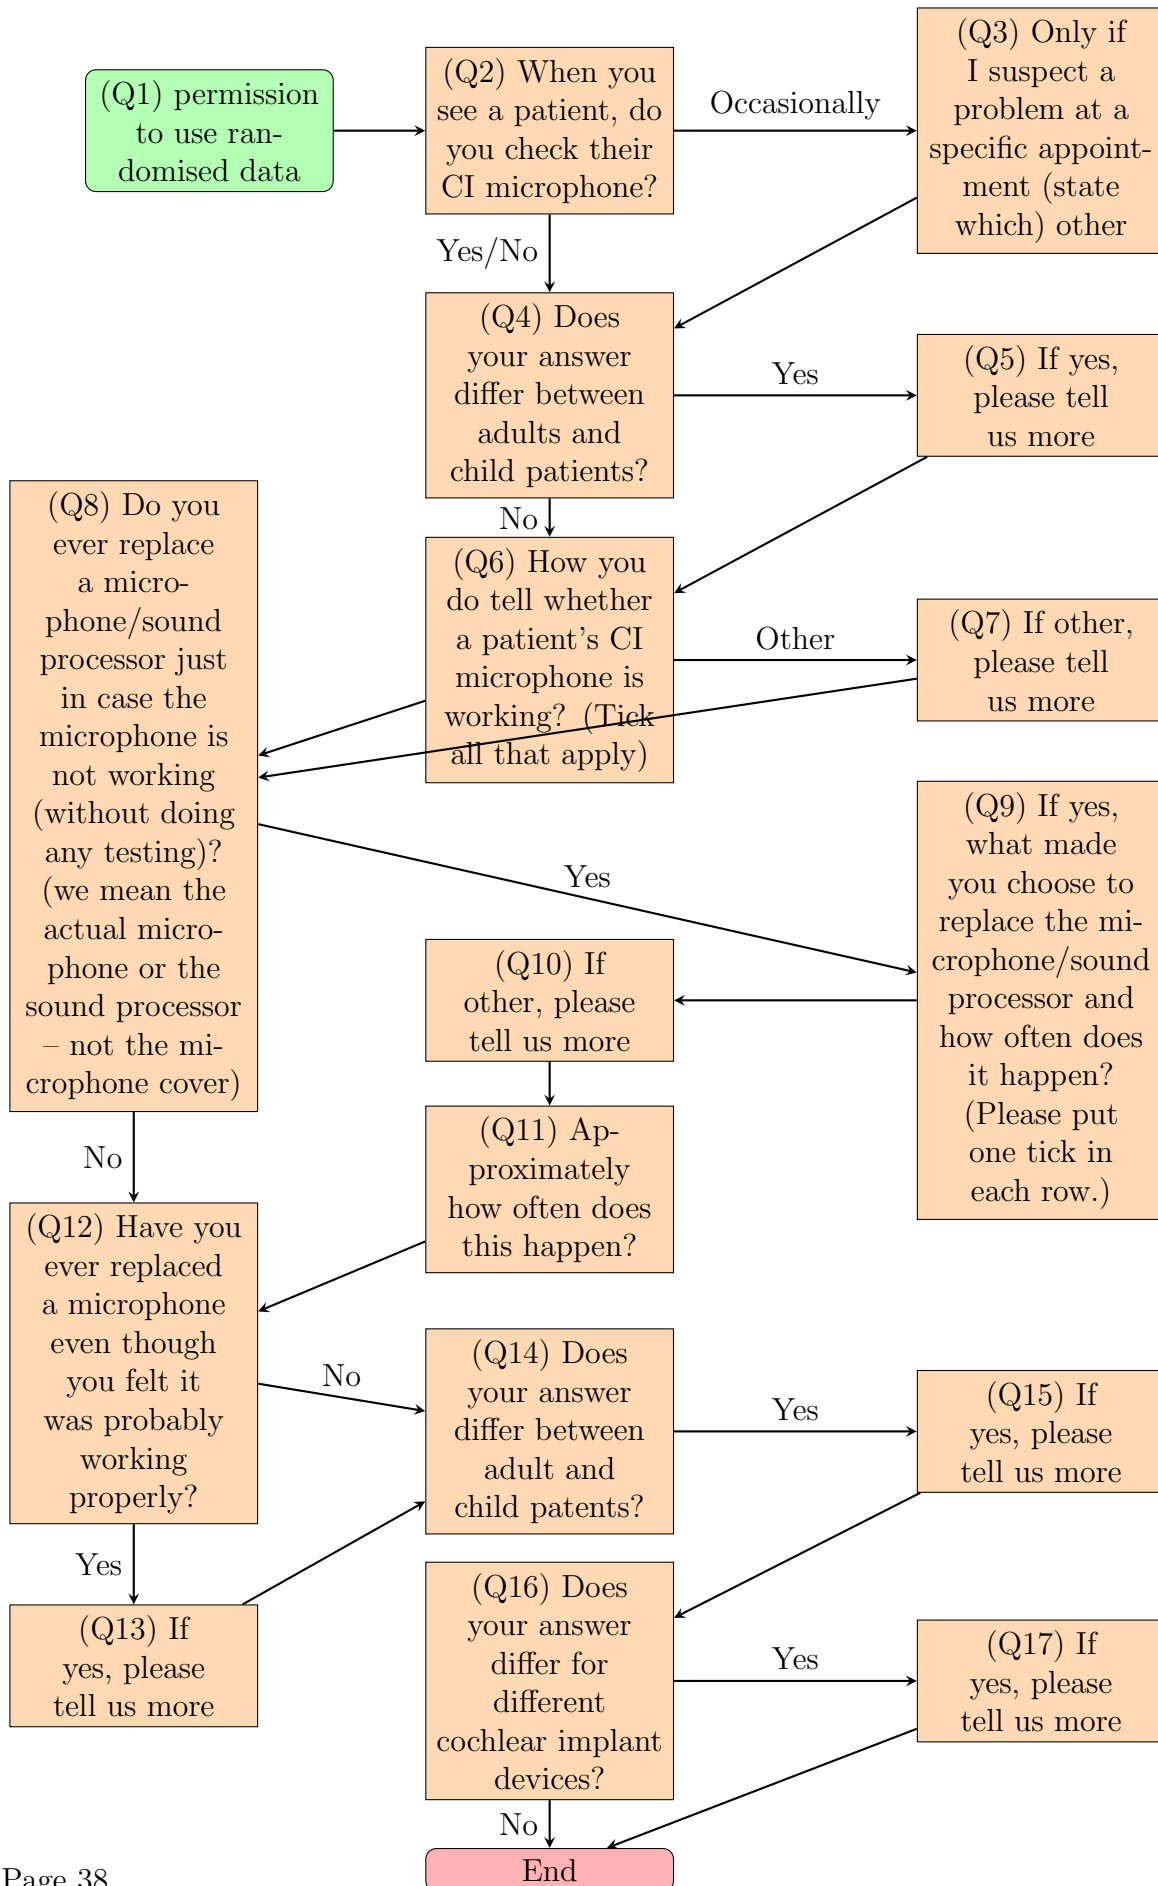 (Q1) permission
to use ran-
domised data
(Q2) When you
see a patient, do
you check their
CI microphone?
Occasionally
(Q3) Only if
I suspect a
problem at a
specific appoint-
ment (state
which) other
Yes/No
(Q4) Does
your answer
differ between
adults and
child patients?
Yes
(Q5) If yes,
please tell
us more
No
(Q6) How you
do tell whether
a patient's CI
microphone is
working? (Tick
all that apply)
Other
(Q7) If other,
please tell
us more
(Q8) Do you
ever replace
a micro-
phone/sound
processor just
in case the
microphone is
not working
(without doing
any testing)?
(we mean the
actual micro-
phone or the
sound processor
– not the mi-
crophone cover)
Yes
(Q9) If yes,
what made
you choose to
replace the mi-
crophone/sound
processor and
how often does
it happen?
(Please put
one tick in
each row.)
(Q10) If
other, please
tell us more
(Q11) Ap-
proximately
how often does
this happen?
No
(Q12) Have you
ever replaced
a microphone
even though
you felt it
was probably
working
properly?
No
(Q14) Does
your answer
differ between
adult and
child patents?
Yes
(Q15) If
yes, please
tell us more
Yes
(Q13) If
yes, please
tell us more
(Q16) Does
your answer
differ for
different
cochlear implant
devices?
Yes
(Q17) If
yes, please
tell us more
No
End
Page 38